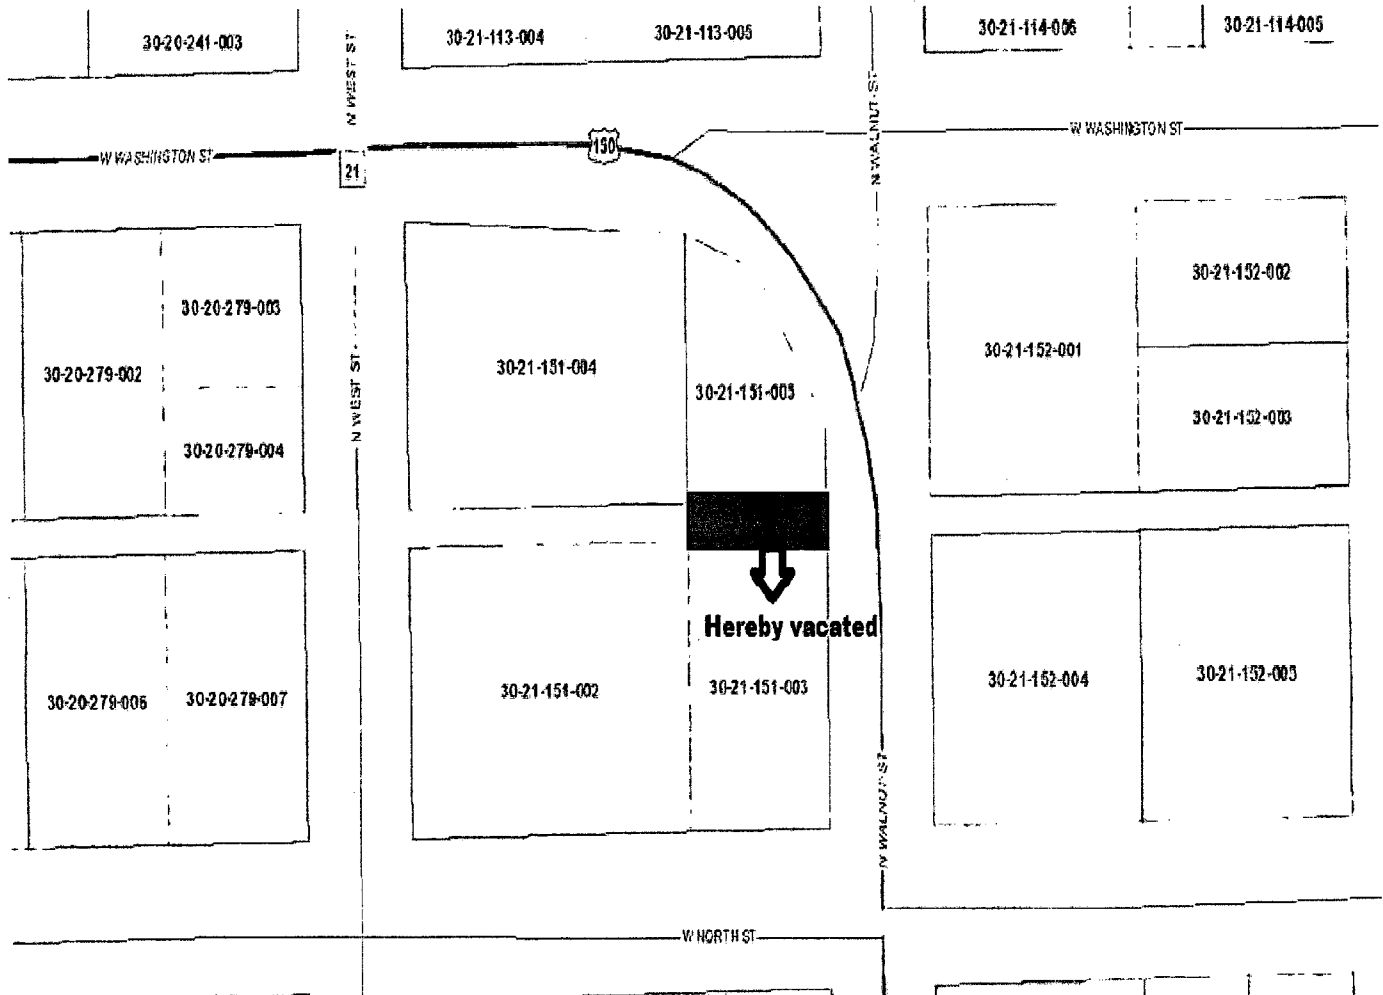 30-20-241-003
30-21-113-004
30-21-113-005
30-21-114-006
30-21-114-005
N WEST ST
N WALNUT ST
W WASHINGTON ST
150
W WASHINGTON ST
21
30-20-279-002
30-20-279-003
30-20-279-004
N WEST ST
30-21-151-004
30-21-151-005
30-21-152-001
30-21-152-002
30-21-152-003
Hereby vacated
30-20-279-006
30-20-279-007
30-21-151-002
30-21-151-003
30-21-152-004
30-21-152-005
N WALNUT ST
W NORTH ST